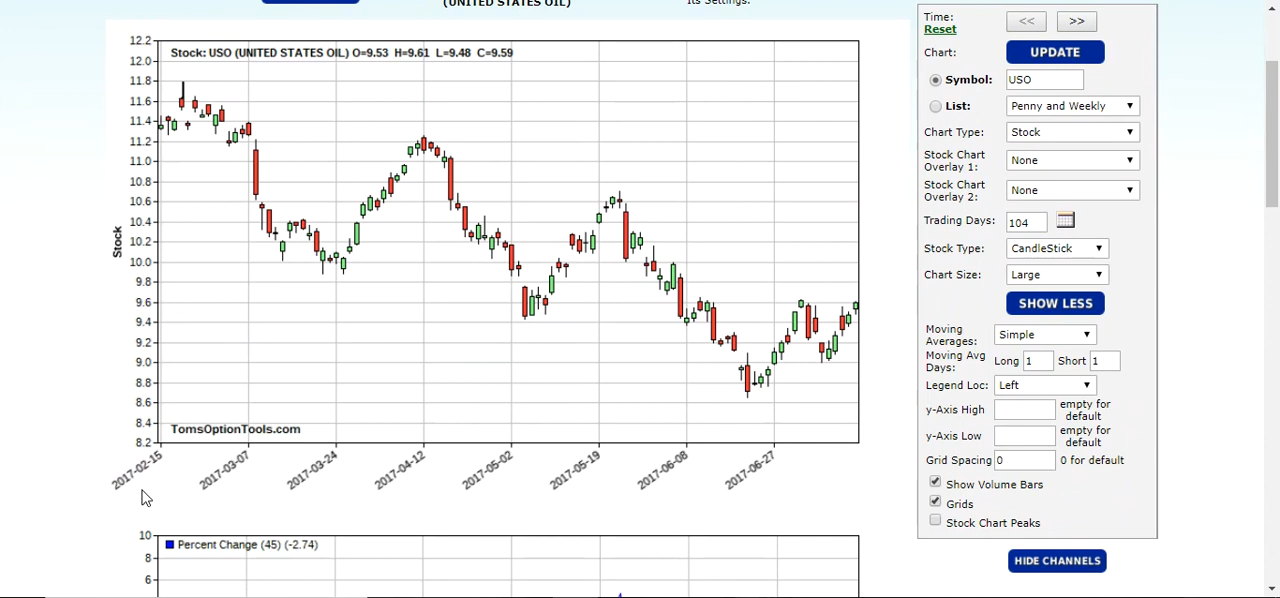 (UNITED STATES OIL)
Its Settings.
Stock: USO (UNITED STATES OIL) O=9.53 H=9.61 L=9.48 C=9.59
12.2
12.0
11.8
11.6
11.4
11.2
11.0
10.8
10.6
10.4
10.2
10.0
9.8
9.6
9.4
9.2
9.0
8.8
8.6
8.4
8.2
Stock
TomsOptionTools.com
2017-02-15
2017-03-07
2017-03-24
2017-04-12
2017-05-02
2017-05-19
2017-06-08
2017-06-27
10
8
6
Percent Change (45) (-2.74)
Time:
Reset
<< >>
Chart:
UPDATE
Symbol: USO
List: Penny and Weekly
Chart Type: Stock
Stock Chart
Overlay 1: None
Stock Chart
Overlay 2: None
Trading Days: 104
Stock Type: CandleStick
Chart Size: Large
SHOW LESS
Moving
Averages: Simple
Moving Avg
Days: Long 1 Short 1
Legend Loc: Left
y-Axis High empty for
default
y-Axis Low empty for
default
Grid Spacing 0 0 for default
Show Volume Bars
Grids
Stock Chart Peaks
HIDE CHANNELS